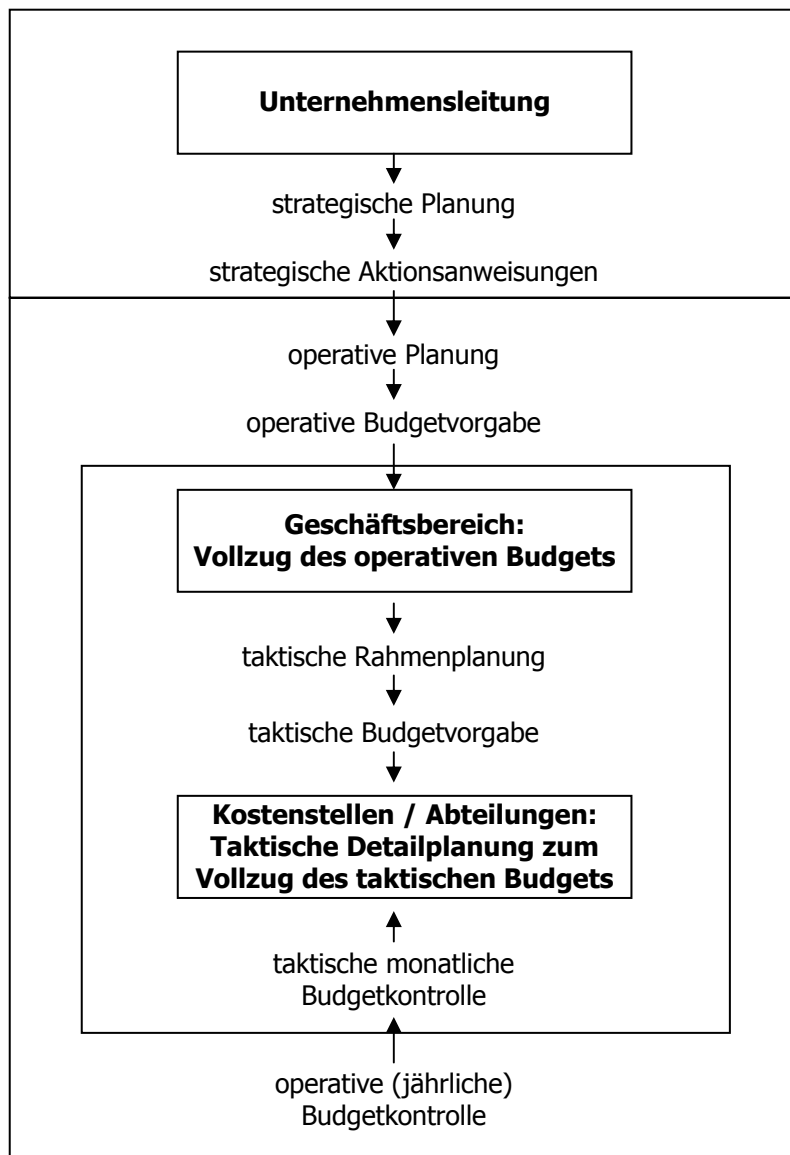 Unternehmensleitung
strategische Planung
strategische Aktionsanweisungen
operative Planung
operative Budgetvorgabe
Geschäftsbereich:
Vollzug des operativen Budgets
taktische Rahmenplanung
taktische Budgetvorgabe
Kostenstellen / Abteilungen:
Taktische Detailplanung zum
Vollzug des taktischen Budgets
taktische monatliche
Budgetkontrolle
operative (jährliche)
Budgetkontrolle